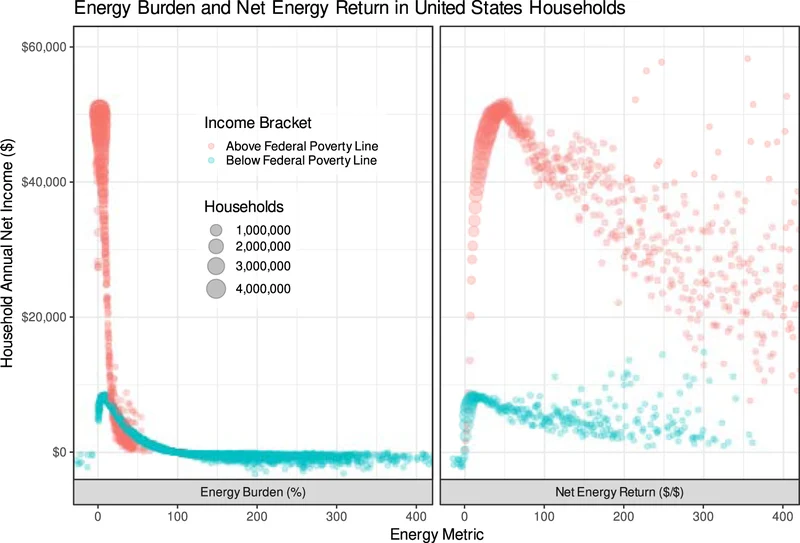 Energy Burden and Net Energy Return in United States Households
Household Annual Net Income ($)
$60,000
$40,000
$20,000
$0
Income Bracket
Above Federal Poverty Line
Below Federal Poverty Line
Households
1,000,000
2,000,000
3,000,000
4,000,000
Energy Burden (%)
Net Energy Return ($/$)
0 100 200 300 400 0 100 200 300 400
Energy Metric